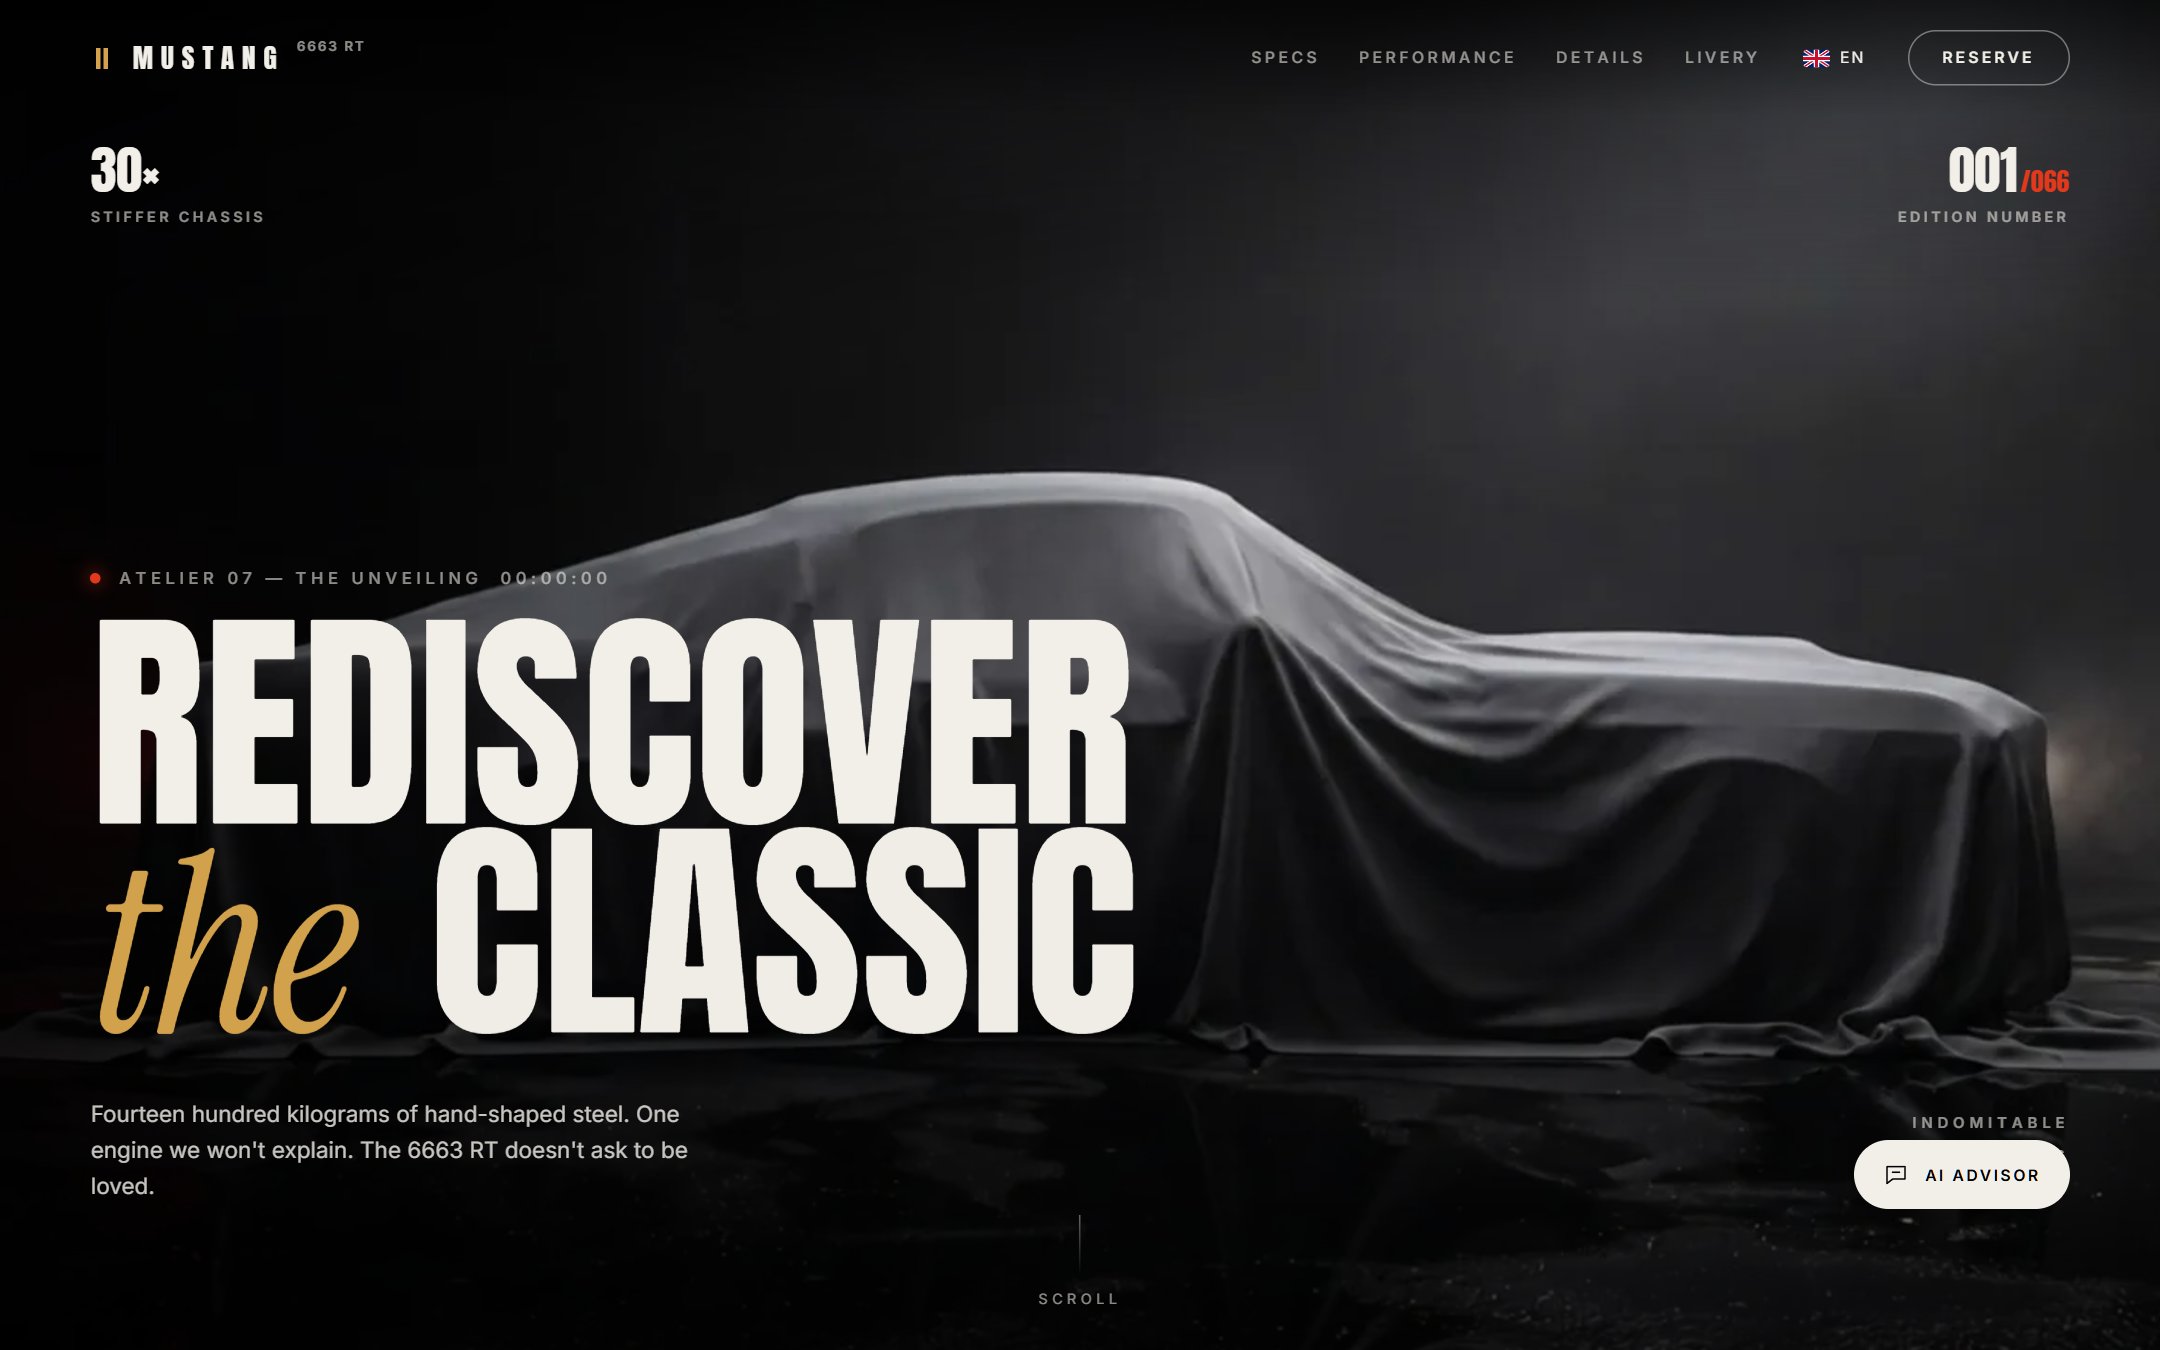 MUSTANG 6663 RT
SPECS PERFORMANCE DETAILS LIVERY EN RESERVE
30×
STIFFER CHASSIS
001/066
EDITION NUMBER
ATELIER 07 — THE UNVEILING 00:00:00
REDISCOVER
the CLASSIC
Fourteen hundred kilograms of hand-shaped steel. One
engine we won't explain. The 6663 RT doesn't ask to be
loved.
INDOMITABLE
AI ADVISOR
SCROLL